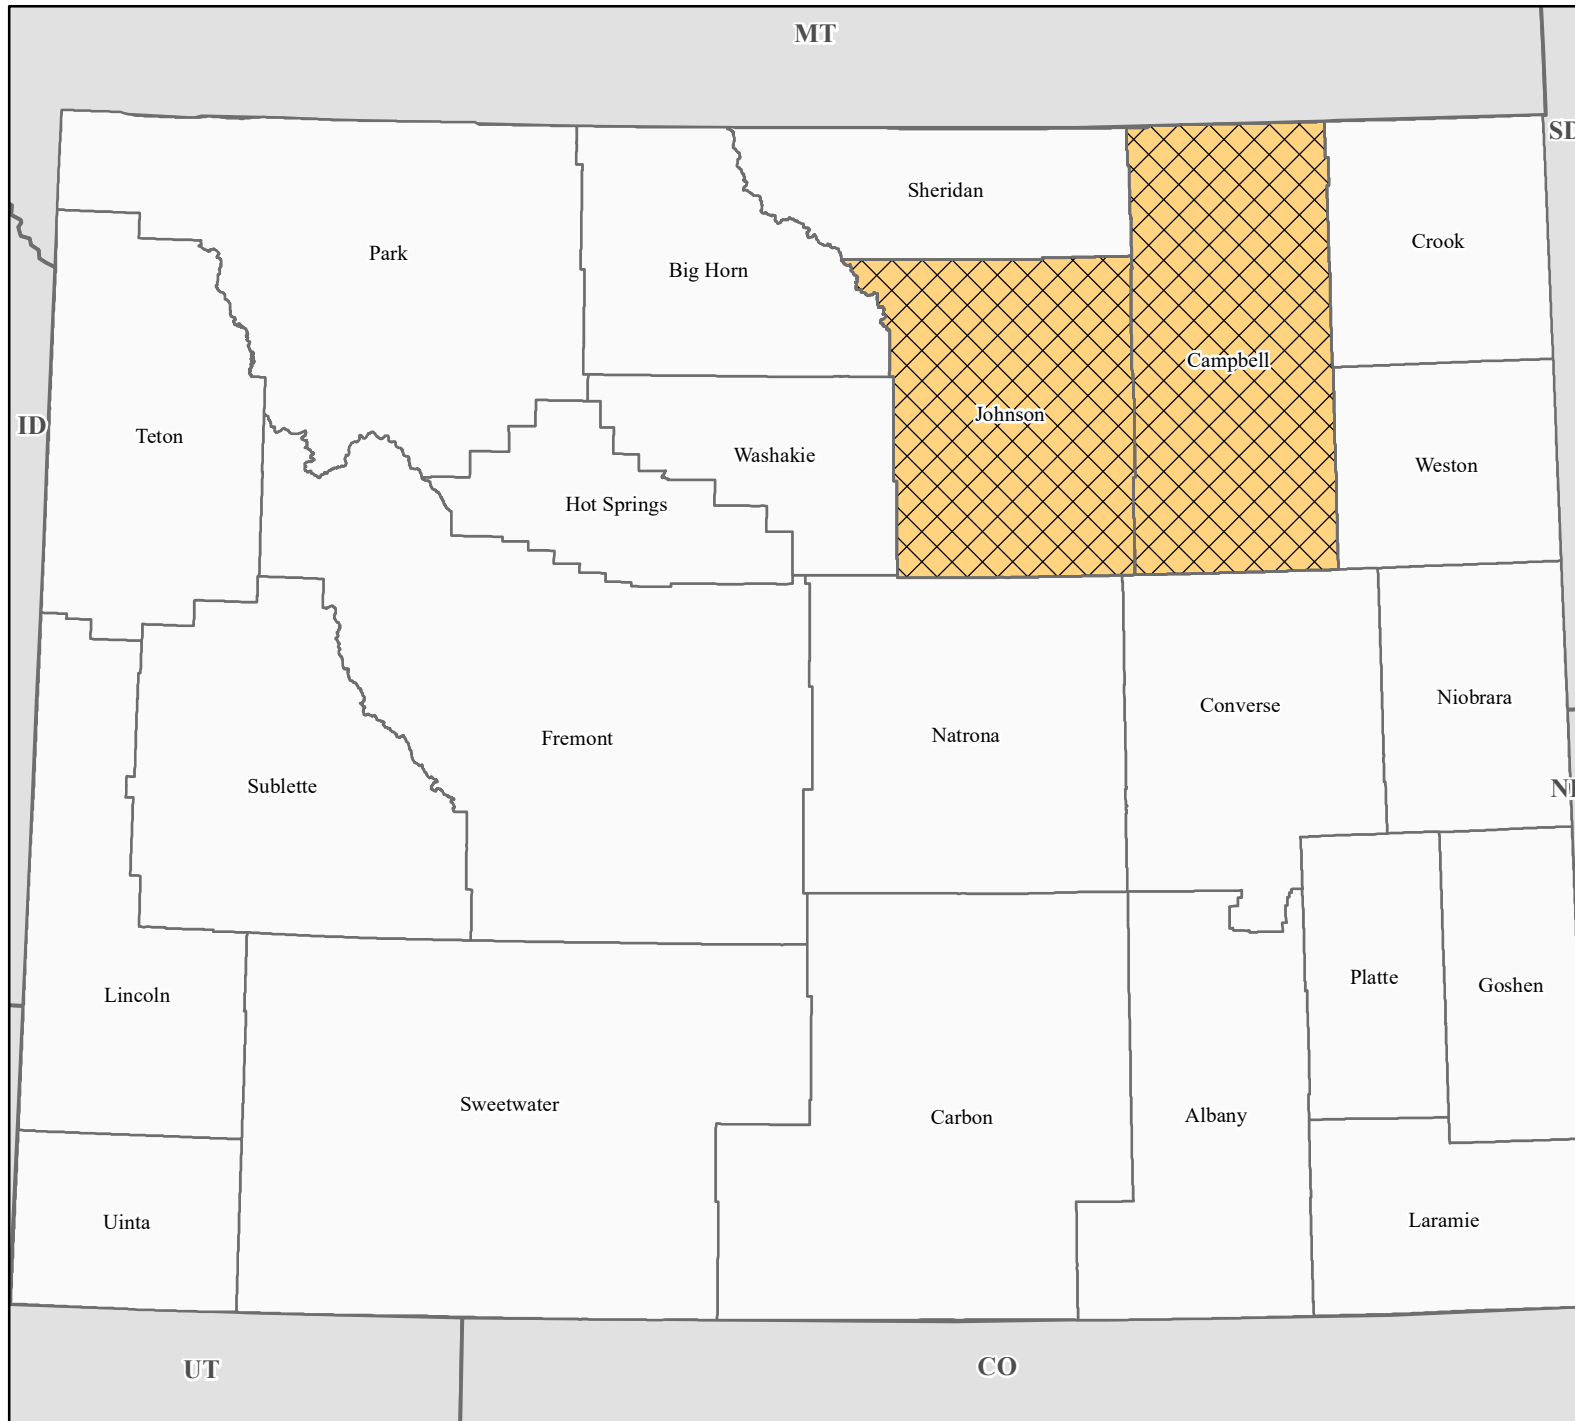 MT
SD
Sheridan
Crook
Park
Big Horn
Campbell
Johnson
ID
Teton
Washakie
Weston
Hot Springs
Niobrara
Converse
Natrona
Fremont
Sublette
Platte
Goshen
Lincoln
Sweetwater
Carbon
Albany
Laramie
Uinta
CO
UT